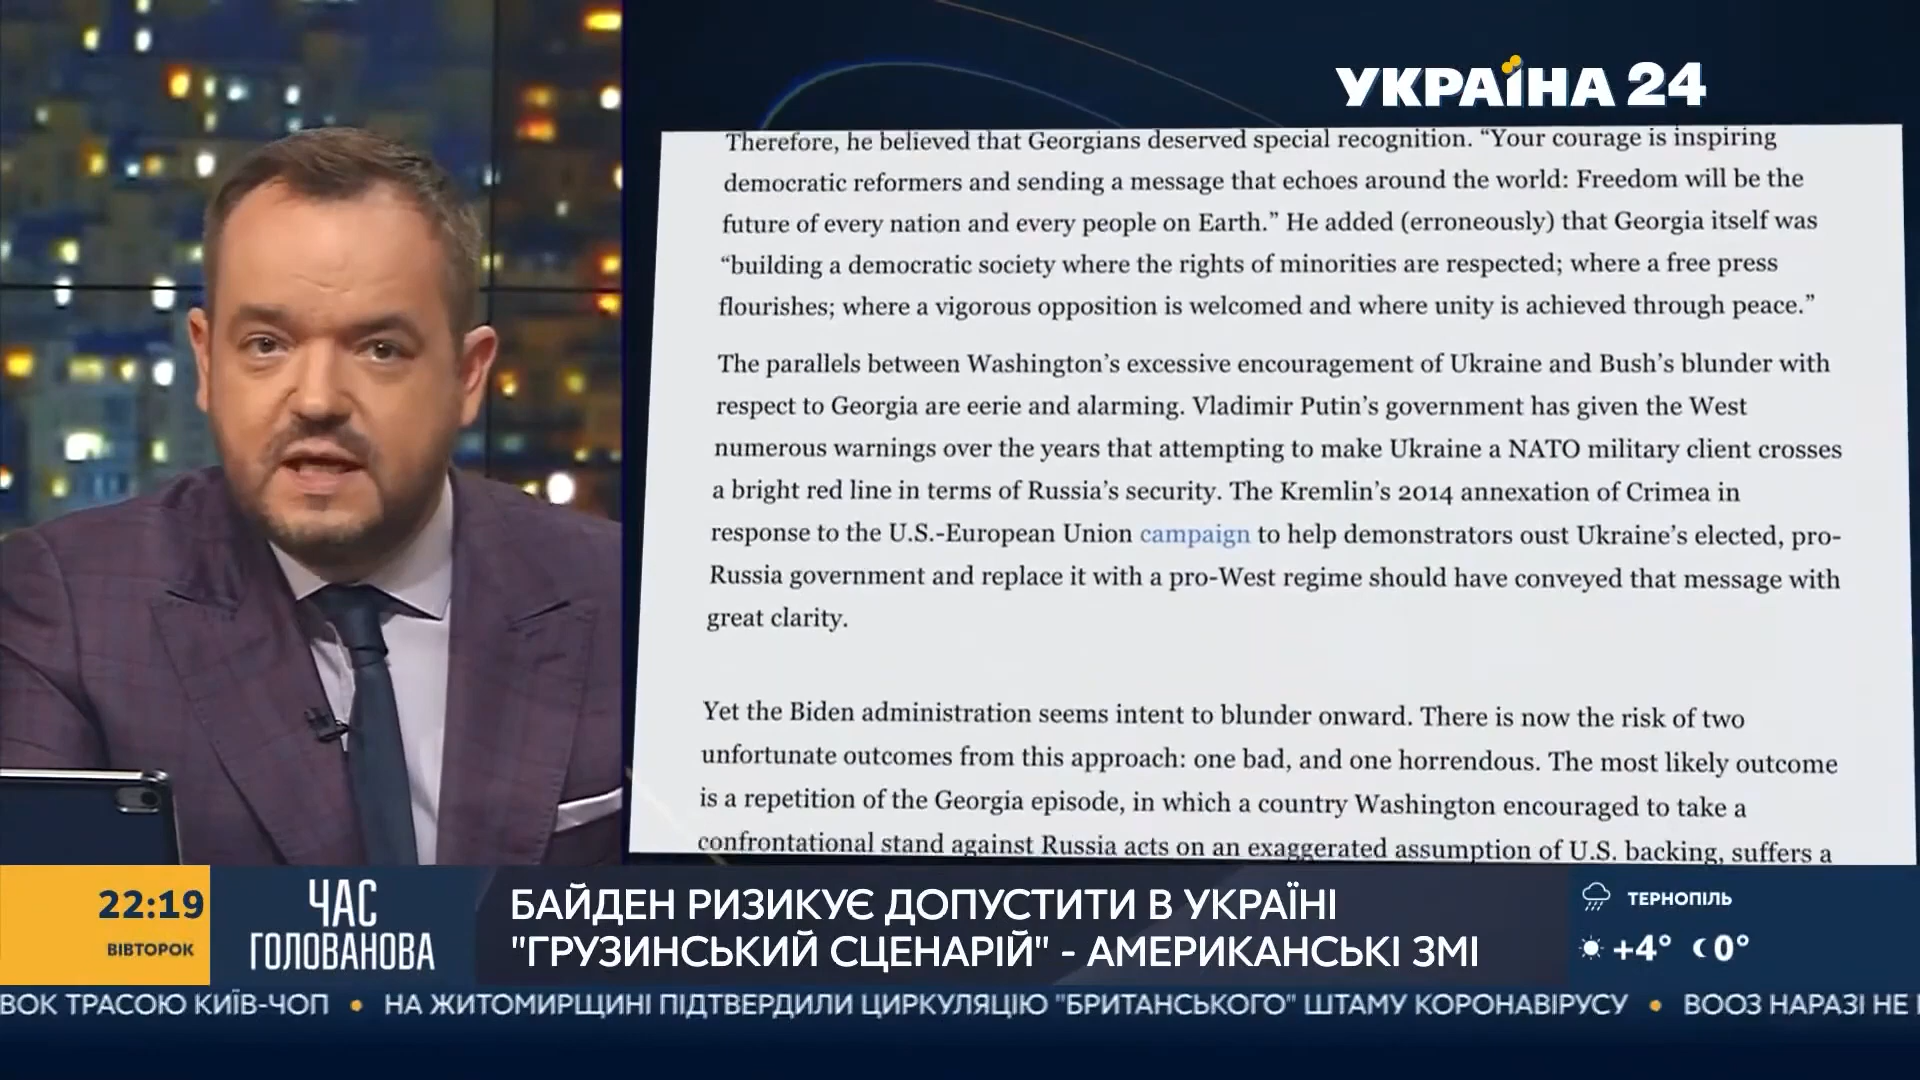 УКРАЇНА 24
Therefore, he believed that Georgians deserved special recognition. “Your courage is inspiring
democratic reformers and sending a message that echoes around the world: Freedom will be the
future of every nation and every people on Earth.” He added (erroneously) that Georgia itself was
“building a democratic society where the rights of minorities are respected; where a free press
flourishes; where a vigorous opposition is welcomed and where unity is achieved through peace.”
The parallels between Washington’s excessive encouragement of Ukraine and Bush’s blunder with
respect to Georgia are eerie and alarming. Vladimir Putin’s government has given the West
numerous warnings over the years that attempting to make Ukraine a NATO military client crosses
a bright red line in terms of Russia’s security. The Kremlin’s 2014 annexation of Crimea in
response to the U.S.-European Union campaign to help demonstrators oust Ukraine’s elected, pro-
Russia government and replace it with a pro-West regime should have conveyed that message with
great clarity.
Yet the Biden administration seems intent to blunder onward. There is now the risk of two
unfortunate outcomes from this approach: one bad, and one horrendous. The most likely outcome
is a repetition of the Georgia episode, in which a country Washington encouraged to take a
confrontational stand against Russia acts on an exaggerated assumption of U.S. backing, suffers a
22:19
ВІВТОРОК
ЧАС
ГОЛОВАНОВА
БАЙДЕН РИЗИКУЄ ДОПУСТИТИ В УКРАЇНІ
"ГРУЗИНСЬКИЙ СЦЕНАРІЙ" - АМЕРИКАНСЬКІ ЗМІ
ТЕРНОПІЛЬ
+4° 0°
ВОК ТРАСОЮ КИЇВ-ЧОП • НА ЖИТОМИРЩИНІ ПІДТВЕРДИЛИ ЦИРКУЛЯЦІЮ "БРИТАНСЬКОГО" ШТАМУ КОРОНАВІРУСУ • ВООЗ НАРАЗІ НЕ